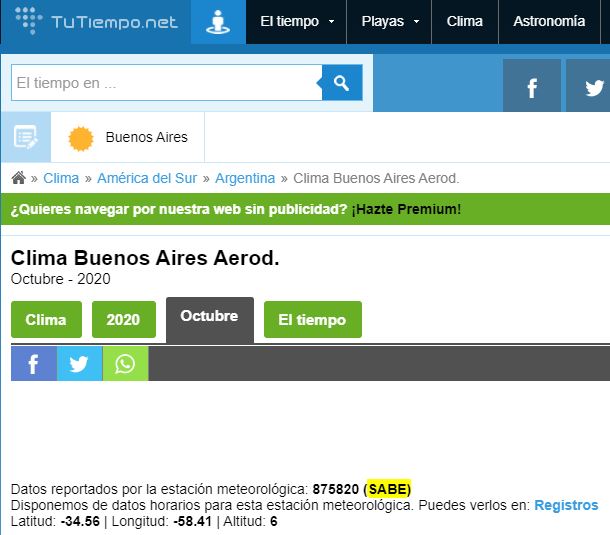 TuTiempo.net
El tiempo
Playas
Clima
Astronomía
El tiempo en ...
Buenos Aires
» Clima » América del Sur » Argentina » Clima Buenos Aires Aerod.
¿Quieres navegar por nuestra web sin publicidad? ¡Hazte Premium!
Clima Buenos Aires Aerod.
Octubre - 2020
Clima
2020
Octubre
El tiempo
Datos reportados por la estación meteorológica: 875820 (SABE)
Disponemos de datos horarios para esta estación meteorológica. Puedes verlos en: Registros
Latitud: -34.56 | Longitud: -58.41 | Altitud: 6